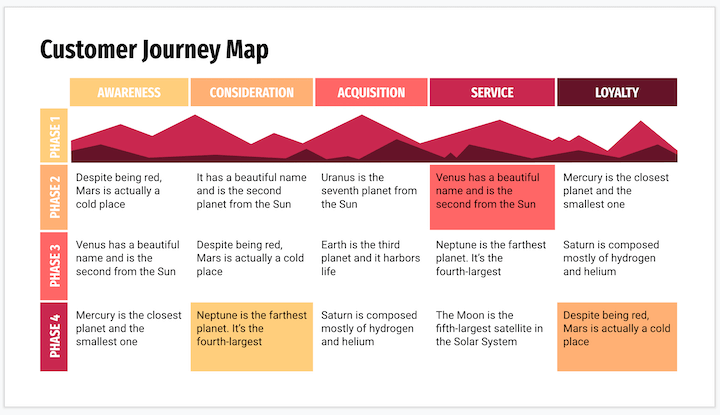 Customer Journey Map
AWARENESS
CONSIDERATION
ACQUISITION
SERVICE
LOYALTY
PHASE 1
PHASE 2
Despite being red,
Mars is actually a
cold place
It has a beautiful name
and is the second
planet from the Sun
Uranus is the
seventh planet from
the Sun
Venus has a beautiful
name and is the
second from the Sun
Mercury is the closest
planet and the
smallest one
PHASE 3
Venus has a beautiful
name and is the
second from the Sun
Despite being red,
Mars is actually a cold
place
Earth is the third
planet and it harbors
life
Neptune is the farthest
planet. It's the
fourth-largest
Saturn is composed
mostly of hydrogen
and helium
PHASE 4
Mercury is the closest
planet and the
smallest one
Neptune is the farthest
planet. It's the
fourth-largest
Saturn is composed
mostly of hydrogen
and helium
The Moon is the
fifth-largest satellite in
the Solar System
Despite being red,
Mars is actually a cold
place